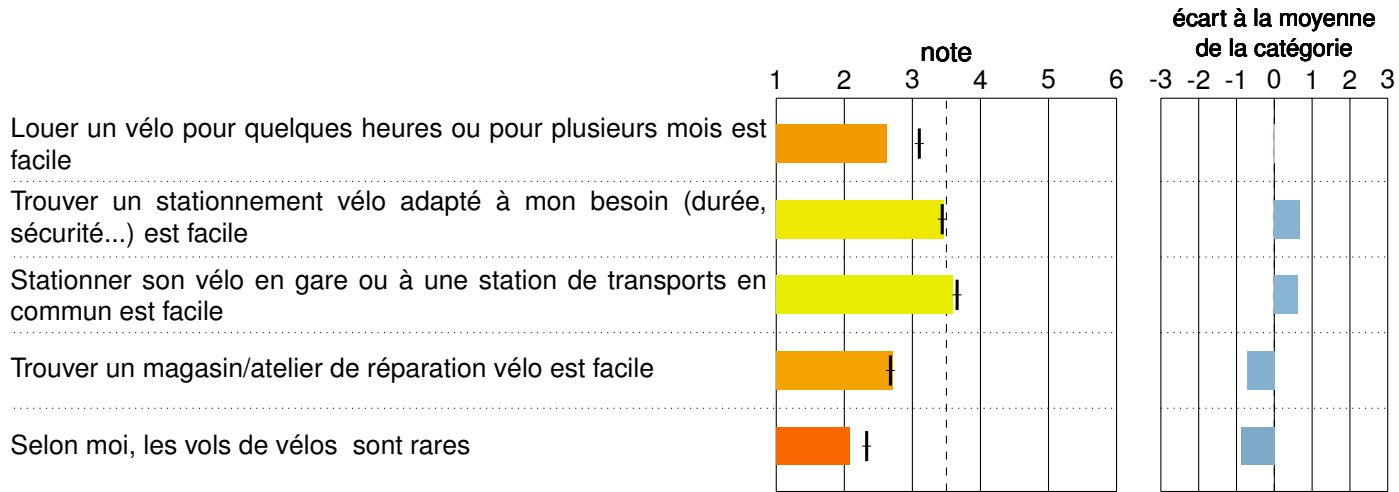 écart à la moyenne
de la catégorie
note
1 2 3 4 5 6
-3 -2 -1 0 1 2 3
Louer un vélo pour quelques heures ou pour plusieurs mois est
facile
Trouver un stationnement vélo adapté à mon besoin (durée,
sécurité...) est facile
Stationner son vélo en gare ou à une station de transports en
commun est facile
Trouver un magasin/atelier de réparation vélo est facile
Selon moi, les vols de vélos sont rares